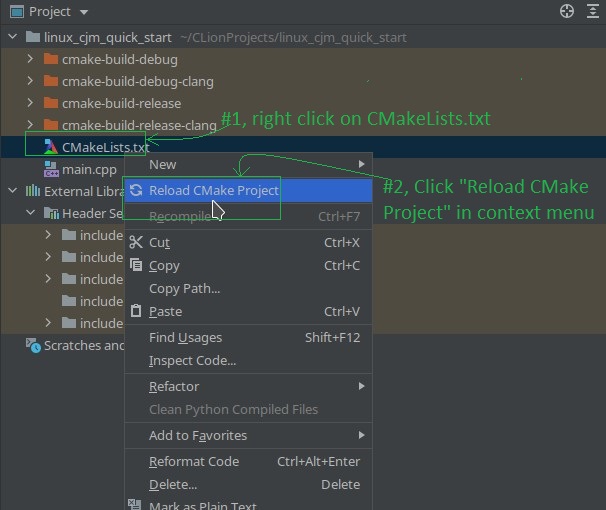 Project
linux_cjm_quick_start ~/CLionProjects/linux_cjm_quick_start
cmake-build-debug
cmake-build-debug-clang
cmake-build-release
cmake-build-release-clang
#1, right click on CMakeLists.txt
CMakeLists.txt
main.cpp
New
External Libra
Reload CMake Project
#2, Click "Reload CMake
Project" in context menu
Header Se
Recompile Ctrl+F7
include
Cut Ctrl+X
include
Copy Ctrl+C
include
Copy Path...
include
Paste Ctrl+V
include
Find Usages Shift+F12
Scratches and
Inspect Code...
Refactor
Clean Python Compiled Files
Add to Favorites
Reformat Code Ctrl+Alt+Enter
Delete... Delete
Mark as Plain Text